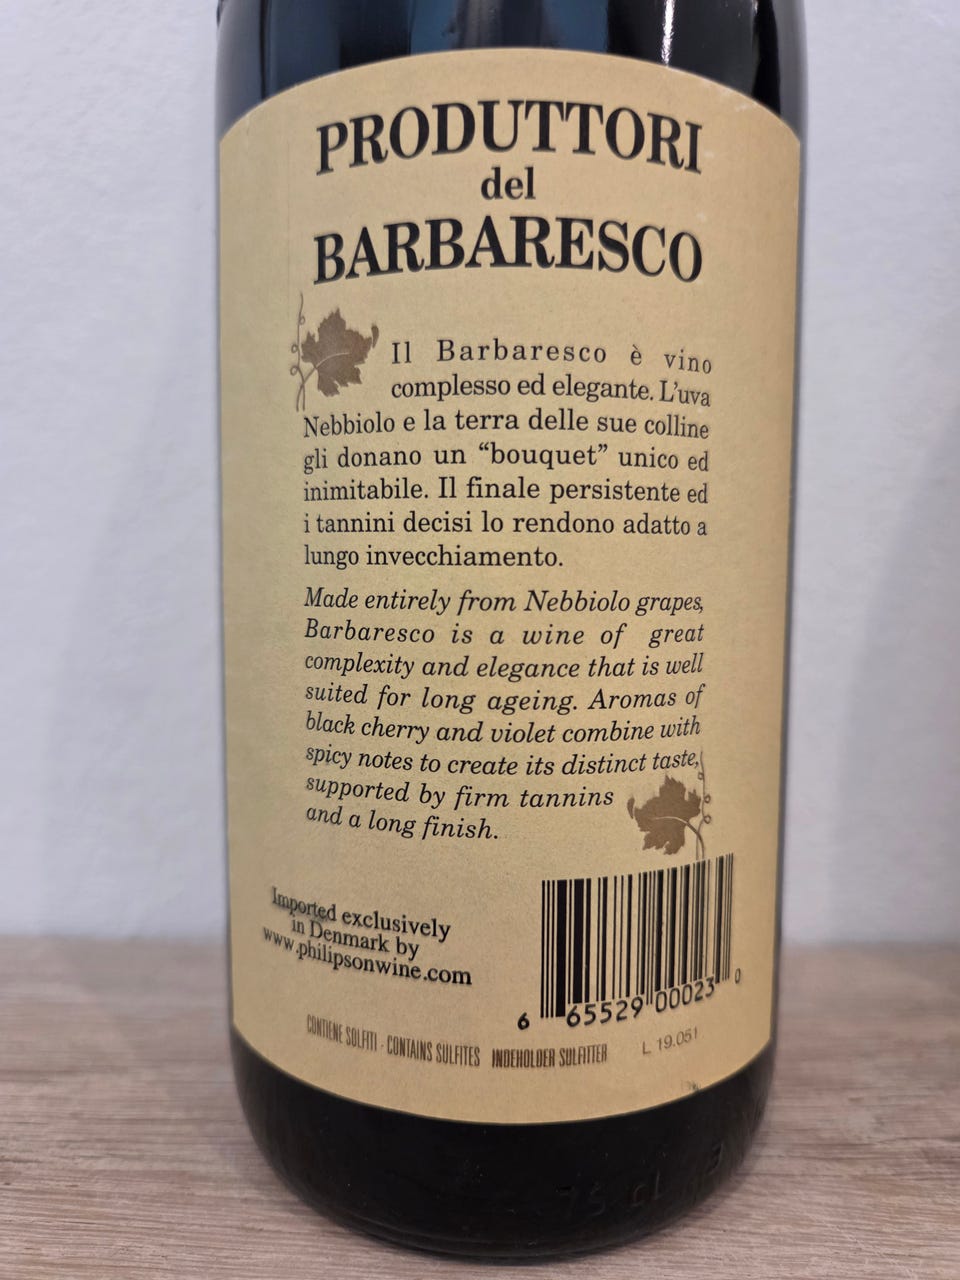 PRODUTTORI
del
BARBARESCO
Il Barbaresco è vino
complesso ed elegante. L'uva
Nebbiolo e la terra delle sue colline
gli donano un "bouquet" unico ed
inimitabile. Il finale persistente ed
i tannini decisi lo rendono adatto a
lungo invecchiamento.
Made entirely from Nebbiolo grapes,
Barbaresco is a wine of great
complexity and elegance that is well
suited for long ageing. Aromas of
black cherry and violet combine with
spicy notes to create its distinct taste,
supported by firm tannins
and a long finish.
Imported exclusively
in Denmark by
www.philipsonwine.com
6 65529 00023 0
CONTIENE SOLFITI - CONTAINS SULFITES INDEHOLDER SULFITTER
L 19.051
75 cl